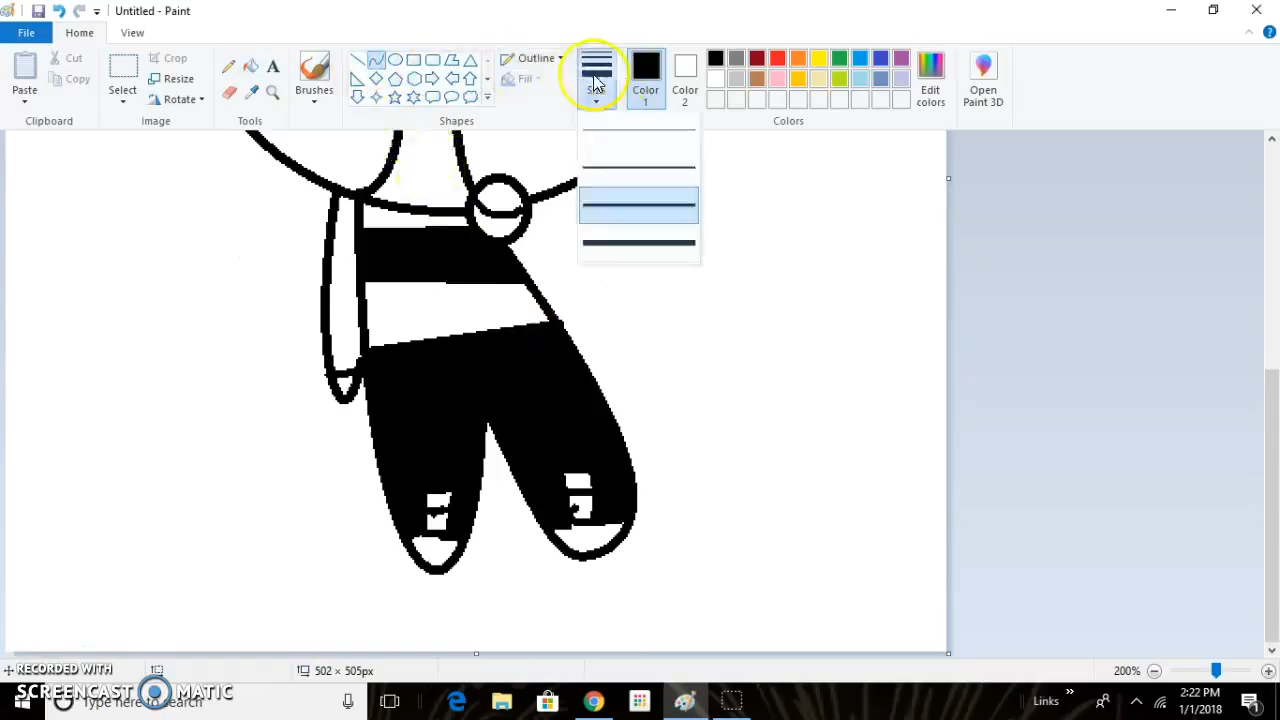 Untitled - Paint
File
Home
View
Paste
Cut
Copy
Clipboard
Select
Crop
Resize
Rotate
Image
A
Tools
Brushes
Outline
Fill
Shapes
Size
Color
1
Color
2
Edit
colors
Open
Paint 3D
Colors
RECORDED WITH
SCREENCAST MATIC
502 × 505px
200%
Type here to search
Links
2:22 PM
1/1/2018